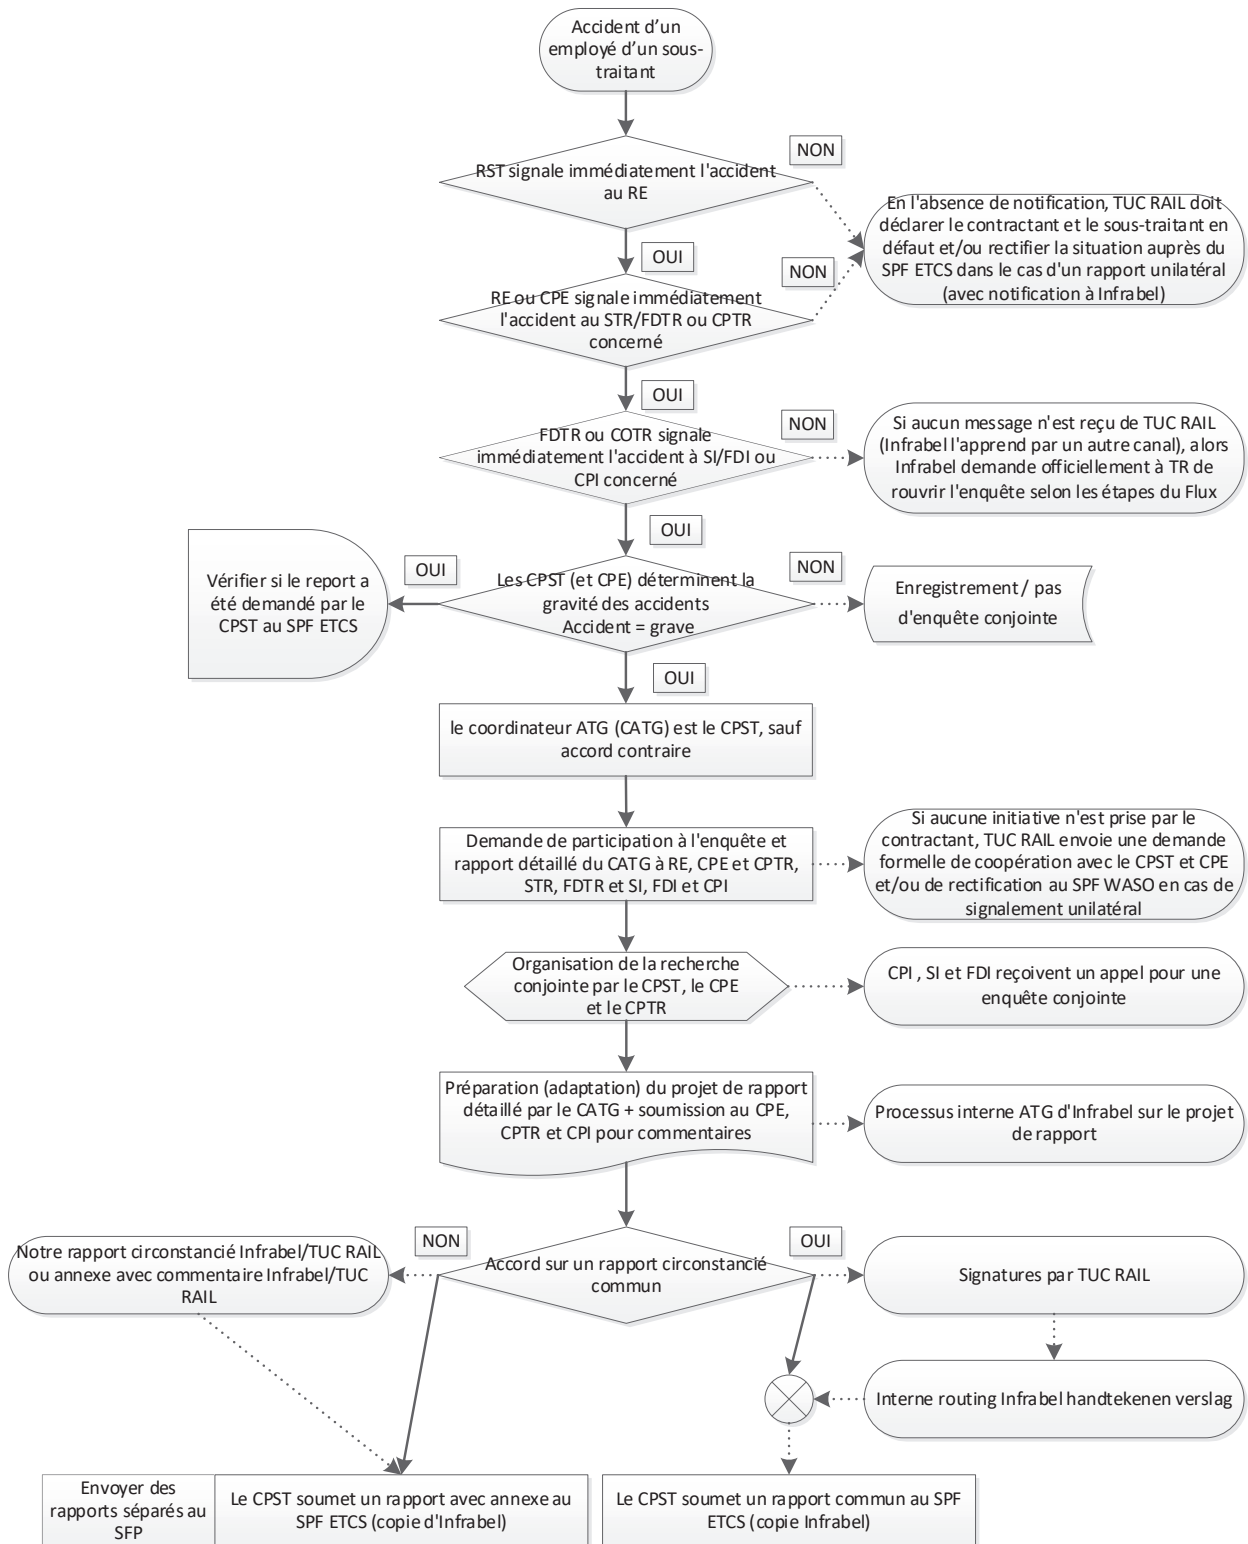 Accident d’un
employé d’un sous-
traitant
NON
RST signale immédiatement l'accident
au RE
En l'absence de notification, TUC RAIL doit
déclarer le contractant et le sous-traitant en
défaut et/ou rectifier la situation auprès du
SPF ETCS dans le cas d'un rapport unilatéral
(avec notification à Infrabel)
OUI
NON
RE ou CPE signale immédiatement
l'accident au STR/FDTR ou CPTR
concerné
OUI
NON
FDTR ou COTR signale
immédiatement l'accident à SI/FDI ou
CPI concerné
Si aucun message n'est reçu de TUC RAIL
(Infrabel l'apprend par un autre canal), alors
Infrabel demande officiellement à TR de
rouvrir l'enquête selon les étapes du Flux
OUI
OUI
NON
Vérifier si le report a
été demandé par le
CPST au SPF ETCS
Les CPST (et CPE) déterminent la
gravité des accidents
Accident = grave
Enregistrement / pas
d'enquête conjointe
OUI
le coordinateur ATG (CATG) est le CPST, sauf
accord contraire
Demande de participation à l'enquête et
rapport détaillé du CATG à RE, CPE et CPTR,
STR, FDTR et SI, FDI et CPI
Si aucune initiative n'est prise par le
contractant, TUC RAIL envoie une demande
formelle de coopération avec le CPST et CPE
et/ou de rectification au SPF WASO en cas de
signalement unilatéral
Organisation de la recherche
conjointe par le CPST, le CPE
et le CPTR
CPI , SI et FDI reçoivent un appel pour une
enquête conjointe
Préparation (adaptation) du projet de rapport
détaillé par le CATG + soumission au CPE,
CPTR et CPI pour commentaires
Processus interne ATG d'Infrabel sur le projet
de rapport
NON
OUI
Notre rapport circonstancié Infrabel/TUC RAIL
ou annexe avec commentaire Infrabel/TUC
RAIL
Accord sur un rapport circonstancié
commun
Signatures par TUC RAIL
Interne routing Infrabel handtekenen verslag
Envoyer des
rapports séparés au
SFP
Le CPST soumet un rapport avec annexe au
SPF ETCS (copie d'Infrabel)
Le CPST soumet un rapport commun au SPF
ETCS (copie Infrabel)